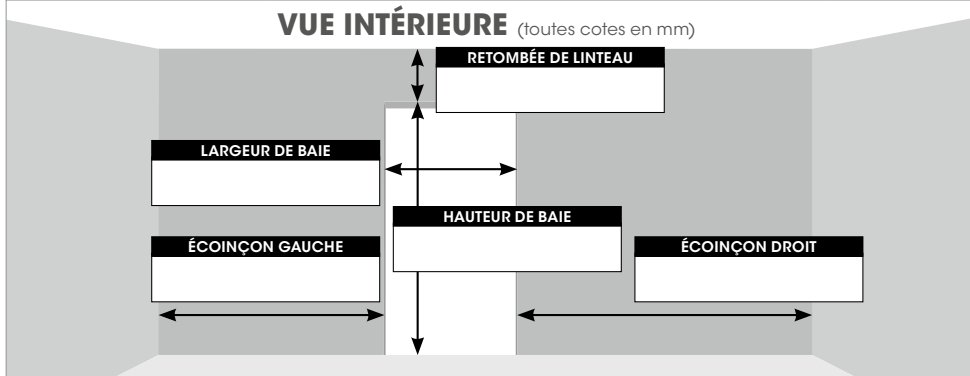 VUE INTÉRIEURE (toutes cotes en mm)
RETOMBÉE DE LINTEAU
LARGEUR DE BAIE
HAUTEUR DE BAIE
ÉCOINÇON GAUCHE
ÉCOINÇON DROIT